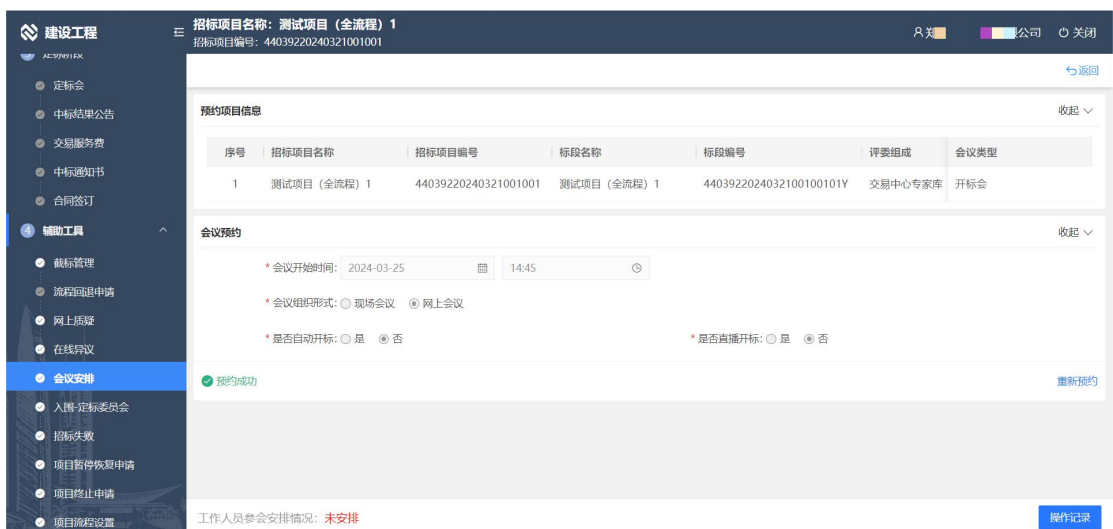 建设工程
招标项目名称：测试项目（全流程）1
招标项目编号：44039220240321001001
郑
公司
关闭
定标阶段
定标会
中标结果公告
交易服务费
中标通知书
合同签订
4 辅助工具
截标管理
流程回退申请
网上质疑
在线异议
会议安排
入围-定标委员会
招标失败
项目暂停恢复申请
项目终止申请
项目流程设置
返回
预约项目信息 收起
序号 招标项目名称 招标项目编号 标段名称 标段编号 评委组成 会议类型
1 测试项目（全流程）1 44039220240321001001 测试项目（全流程）1 4403922024032100100101Y 交易中心专家库 开标会
会议预约 收起
* 会议开始时间: 2024-03-25 14:45
* 会议组织形式: 现场会议 网上会议
* 是否自动开标: 是 否 * 是否直播开标: 是 否
预约成功 重新预约
工作人员参会安排情况：未安排 操作记录